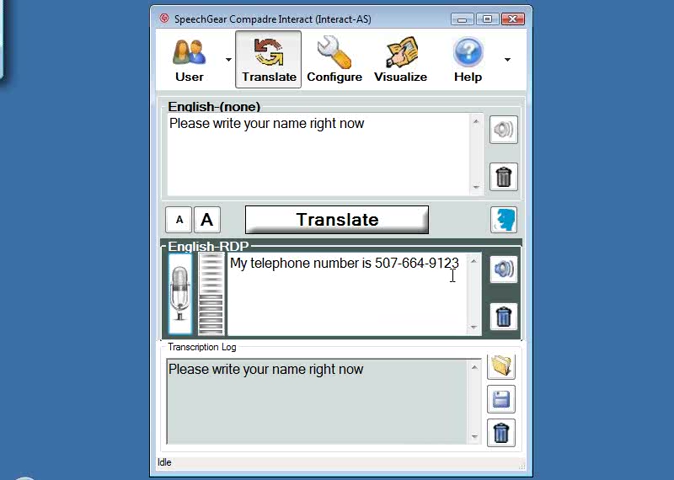 SpeechGear Compadre Interact (Interact-AS)
User Translate Configure Visualize Help
English-(none)
Please write your name right now
A A Translate
English-RDP
My telephone number is 507-664-9123
Transcription Log
Please write your name right now
Idle